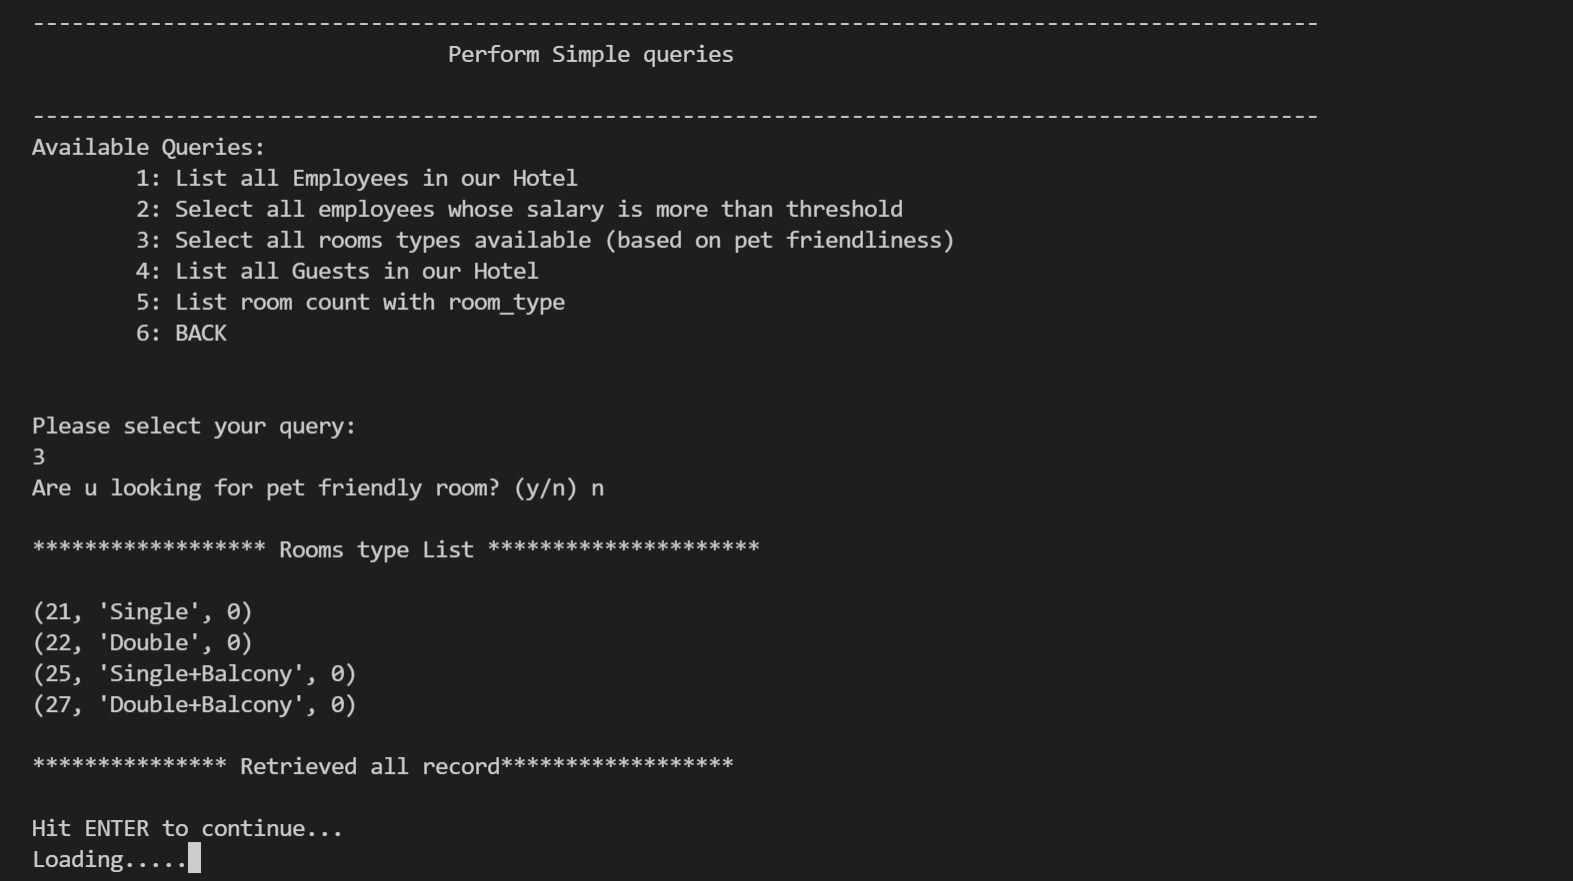 ---------------------------------------------------------------------------------------------------
Perform Simple queries
---------------------------------------------------------------------------------------------------
Available Queries:
1: List all Employees in our Hotel
2: Select all employees whose salary is more than threshold
3: Select all rooms types available (based on pet friendliness)
4: List all Guests in our Hotel
5: List room count with room_type
6: BACK
Please select your query:
3
Are u looking for pet friendly room? (y/n) n
****************** Rooms type List *********************
(21, 'Single', 0)
(22, 'Double', 0)
(25, 'Single+Balcony', 0)
(27, 'Double+Balcony', 0)
*************** Retrieved all record******************
Hit ENTER to continue...
Loading.....